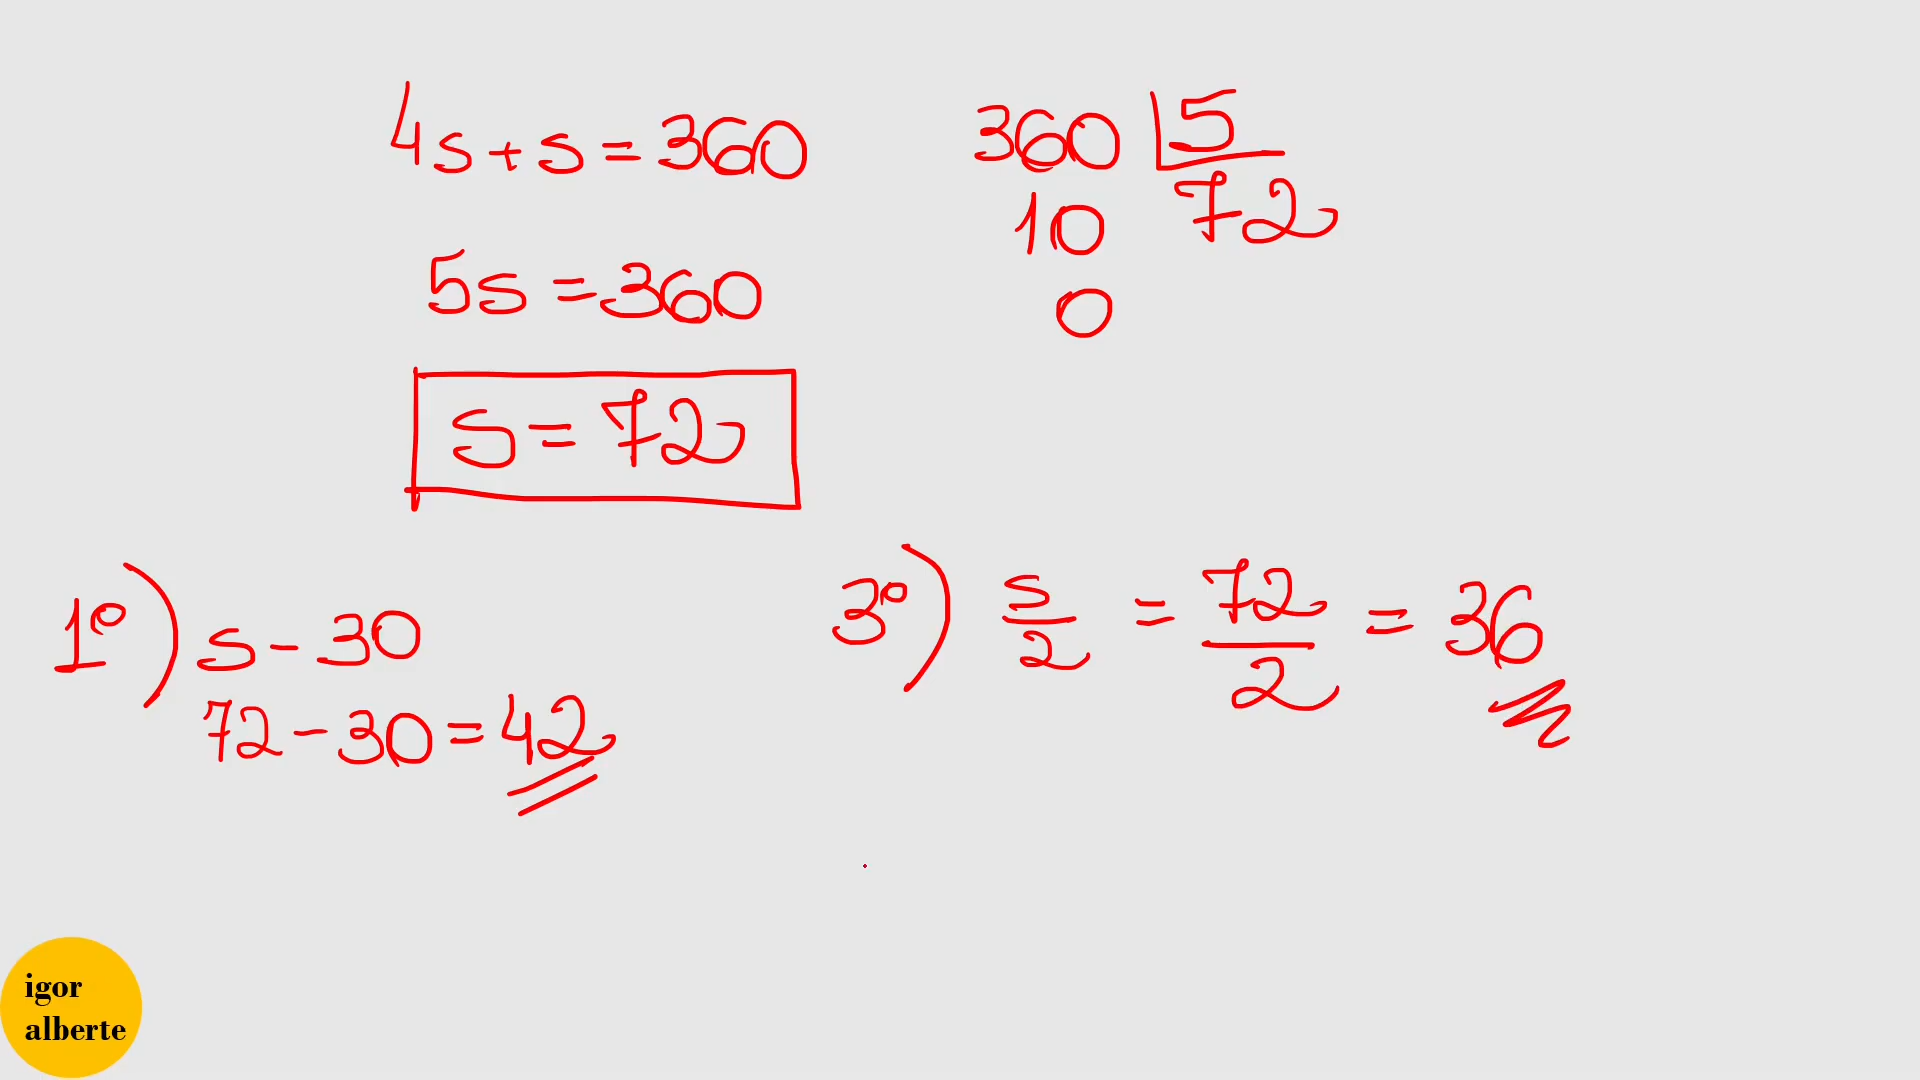 4s + s = 360
5s = 360
s = 72
360 | 5
10 72
0
1º) s - 30
72 - 30 = 42
3º) s/2 = 72/2 = 36
igor
alberte